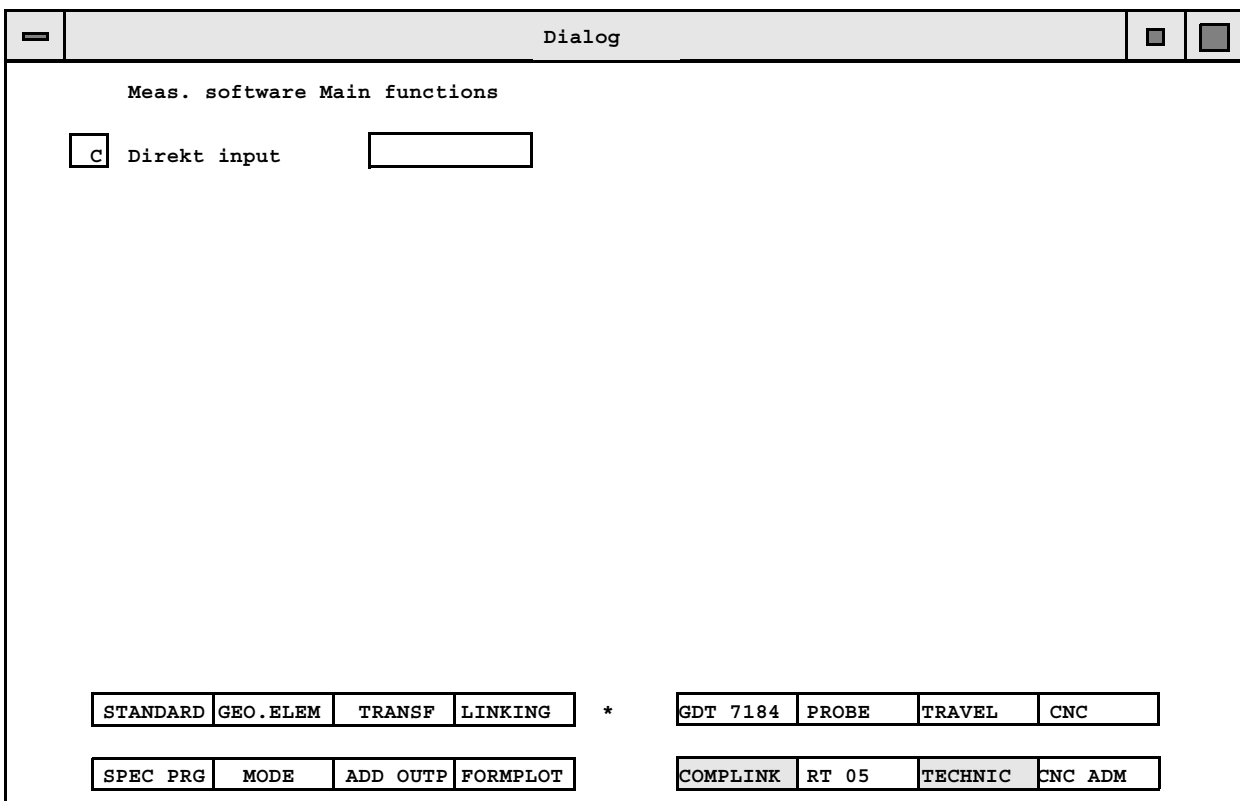 Dialog
Meas. software Main functions
C Direkt input
STANDARD GEO.ELEM TRANSF LINKING * GDT 7184 PROBE TRAVEL CNC
SPEC PRG MODE ADD OUTP FORMPLOT COMPLINK RT 05 TECHNIC CNC ADM